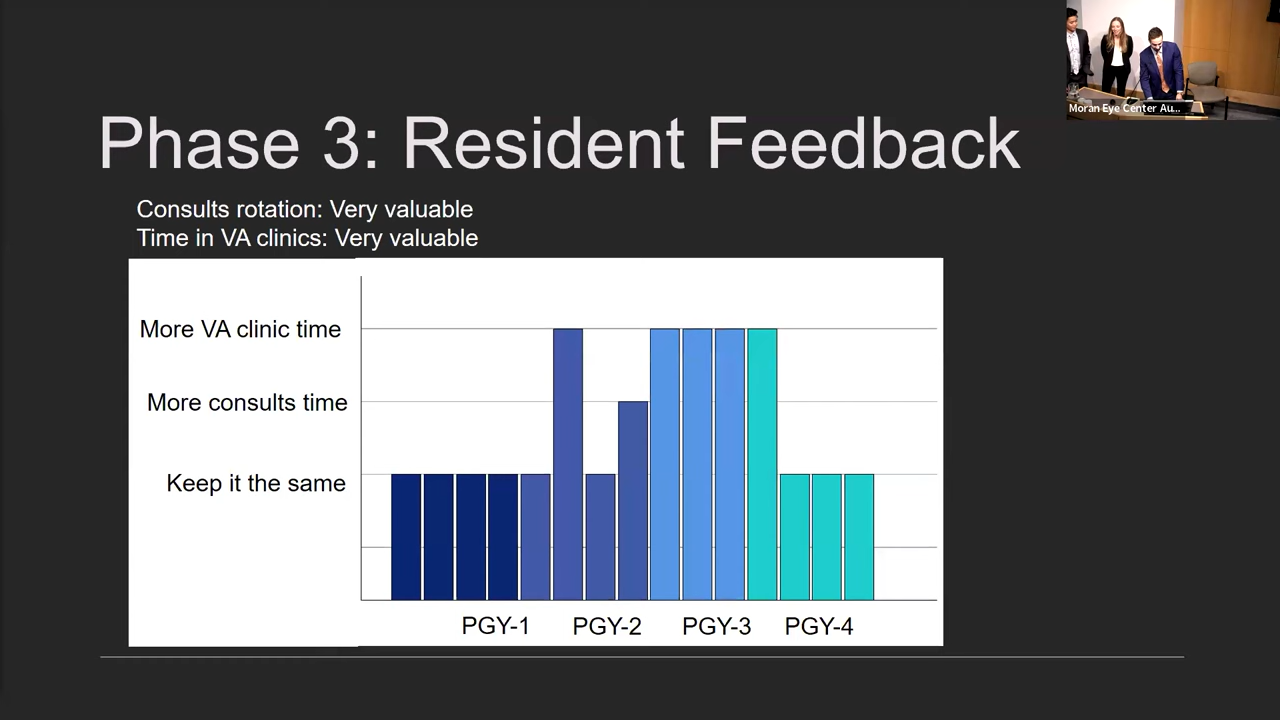 Moran Eye Center Au...
Phase 3: Resident Feedback
Consults rotation: Very valuable
Time in VA clinics: Very valuable
More VA clinic time
More consults time
Keep it the same
PGY-1 PGY-2 PGY-3 PGY-4